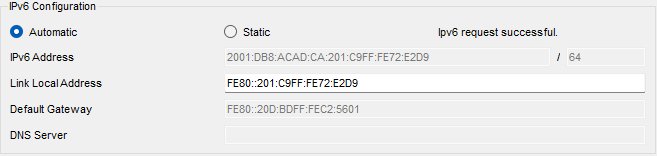 IPv6 Configuration
Automatic Static Ipv6 request successful.
IPv6 Address 2001:DB8:ACAD:CA:201:C9FF:FE72:E2D9 / 64
Link Local Address FE80::201:C9FF:FE72:E2D9
Default Gateway FE80::20D:BDFF:FEC2:5601
DNS Server